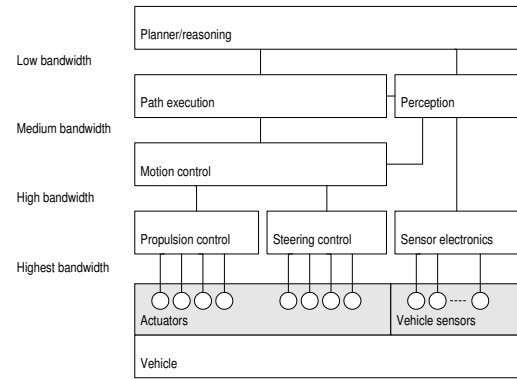 Planner/reasoning
Low bandwidth
Path execution
Perception
Medium bandwidth
Motion control
High bandwidth
Propulsion control
Steering control
Sensor electronics
Highest bandwidth
Actuators
Vehicle sensors
Vehicle